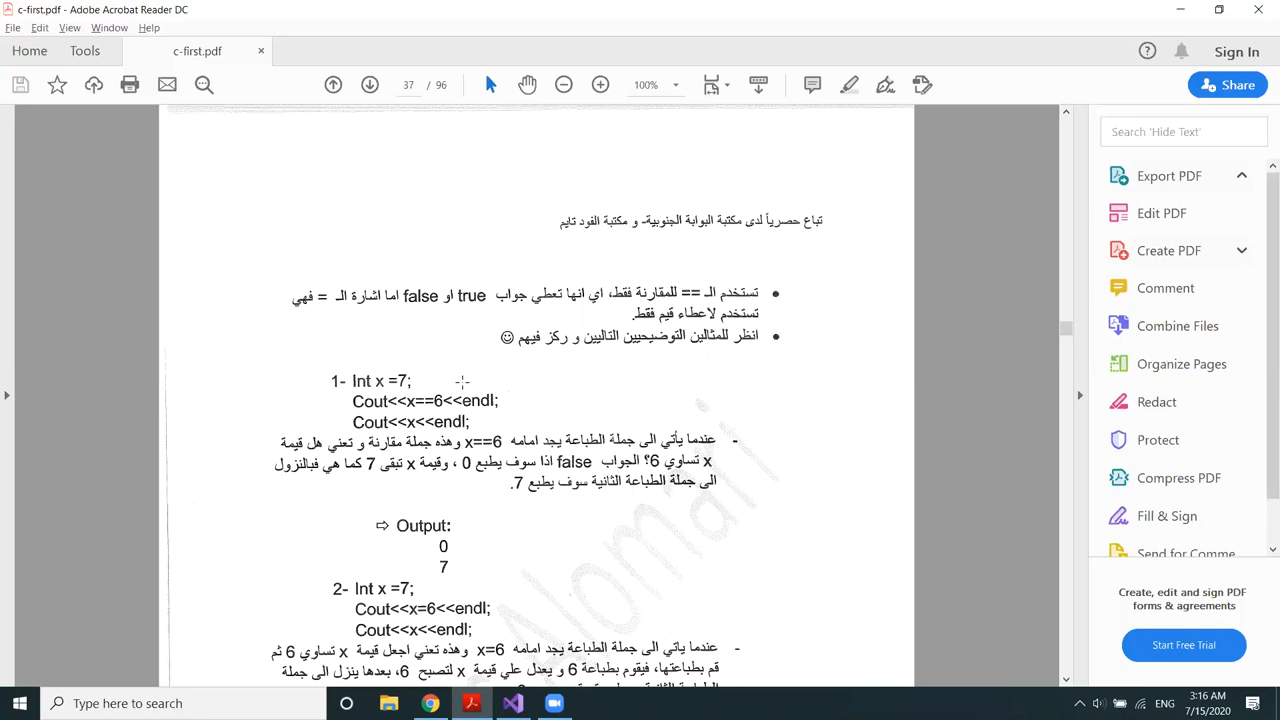 c-first.pdf - Adobe Acrobat Reader DC
File Edit View Window Help
Home Tools c-first.pdf × Sign In
37 / 96 100% Share
Search 'Hide Text'
Export PDF
Edit PDF
Create PDF
Comment
Combine Files
Organize Pages
Redact
Protect
Compress PDF
Fill & Sign
Send for Comme
Create, edit and sign PDF
forms & agreements
Start Free Trial
تباع حصرياً لدى مكتبة البوابة الجنوبية- و مكتبة الفود تايم
• تستخدم الـ == للمقارنة فقط، اي انها تعطي جواب true او false اما اشارة الـ = فهي
تستخدم لاعطاء قيم فقط.
• انظر للمثالين التوضيحيين التاليين و ركز فيهم ☺
1- Int x =7;
Cout<<x==6<<endl;
Cout<<x<<endl;
- عندما يأتي الى جملة الطباعة يجد امامه x==6 وهذه جملة مقارنة و تعني هل قيمة
x تساوي 6؟ الجواب false اذا سوف يطبع 0 ، وقيمة x تبقى 7 كما هي فبالنزول
الى جملة الطباعة الثانية سوف يطبع 7.
⇨ Output:
0
7
2- Int x =7;
Cout<<x=6<<endl;
Cout<<x<<endl;
- عندما ياتي الى جملة الطباعة يجد امامه x=6 وهذه تعني اجعل قيمة x تساوي 6 ثم
قم بطباعتها، فيقوم بطباعة 6 و يعدل علي قيمة x لتصبح 6، بعدها ينزل الى جملة
Alomari
Type here to search
ENG
3:16 AM
7/15/2020